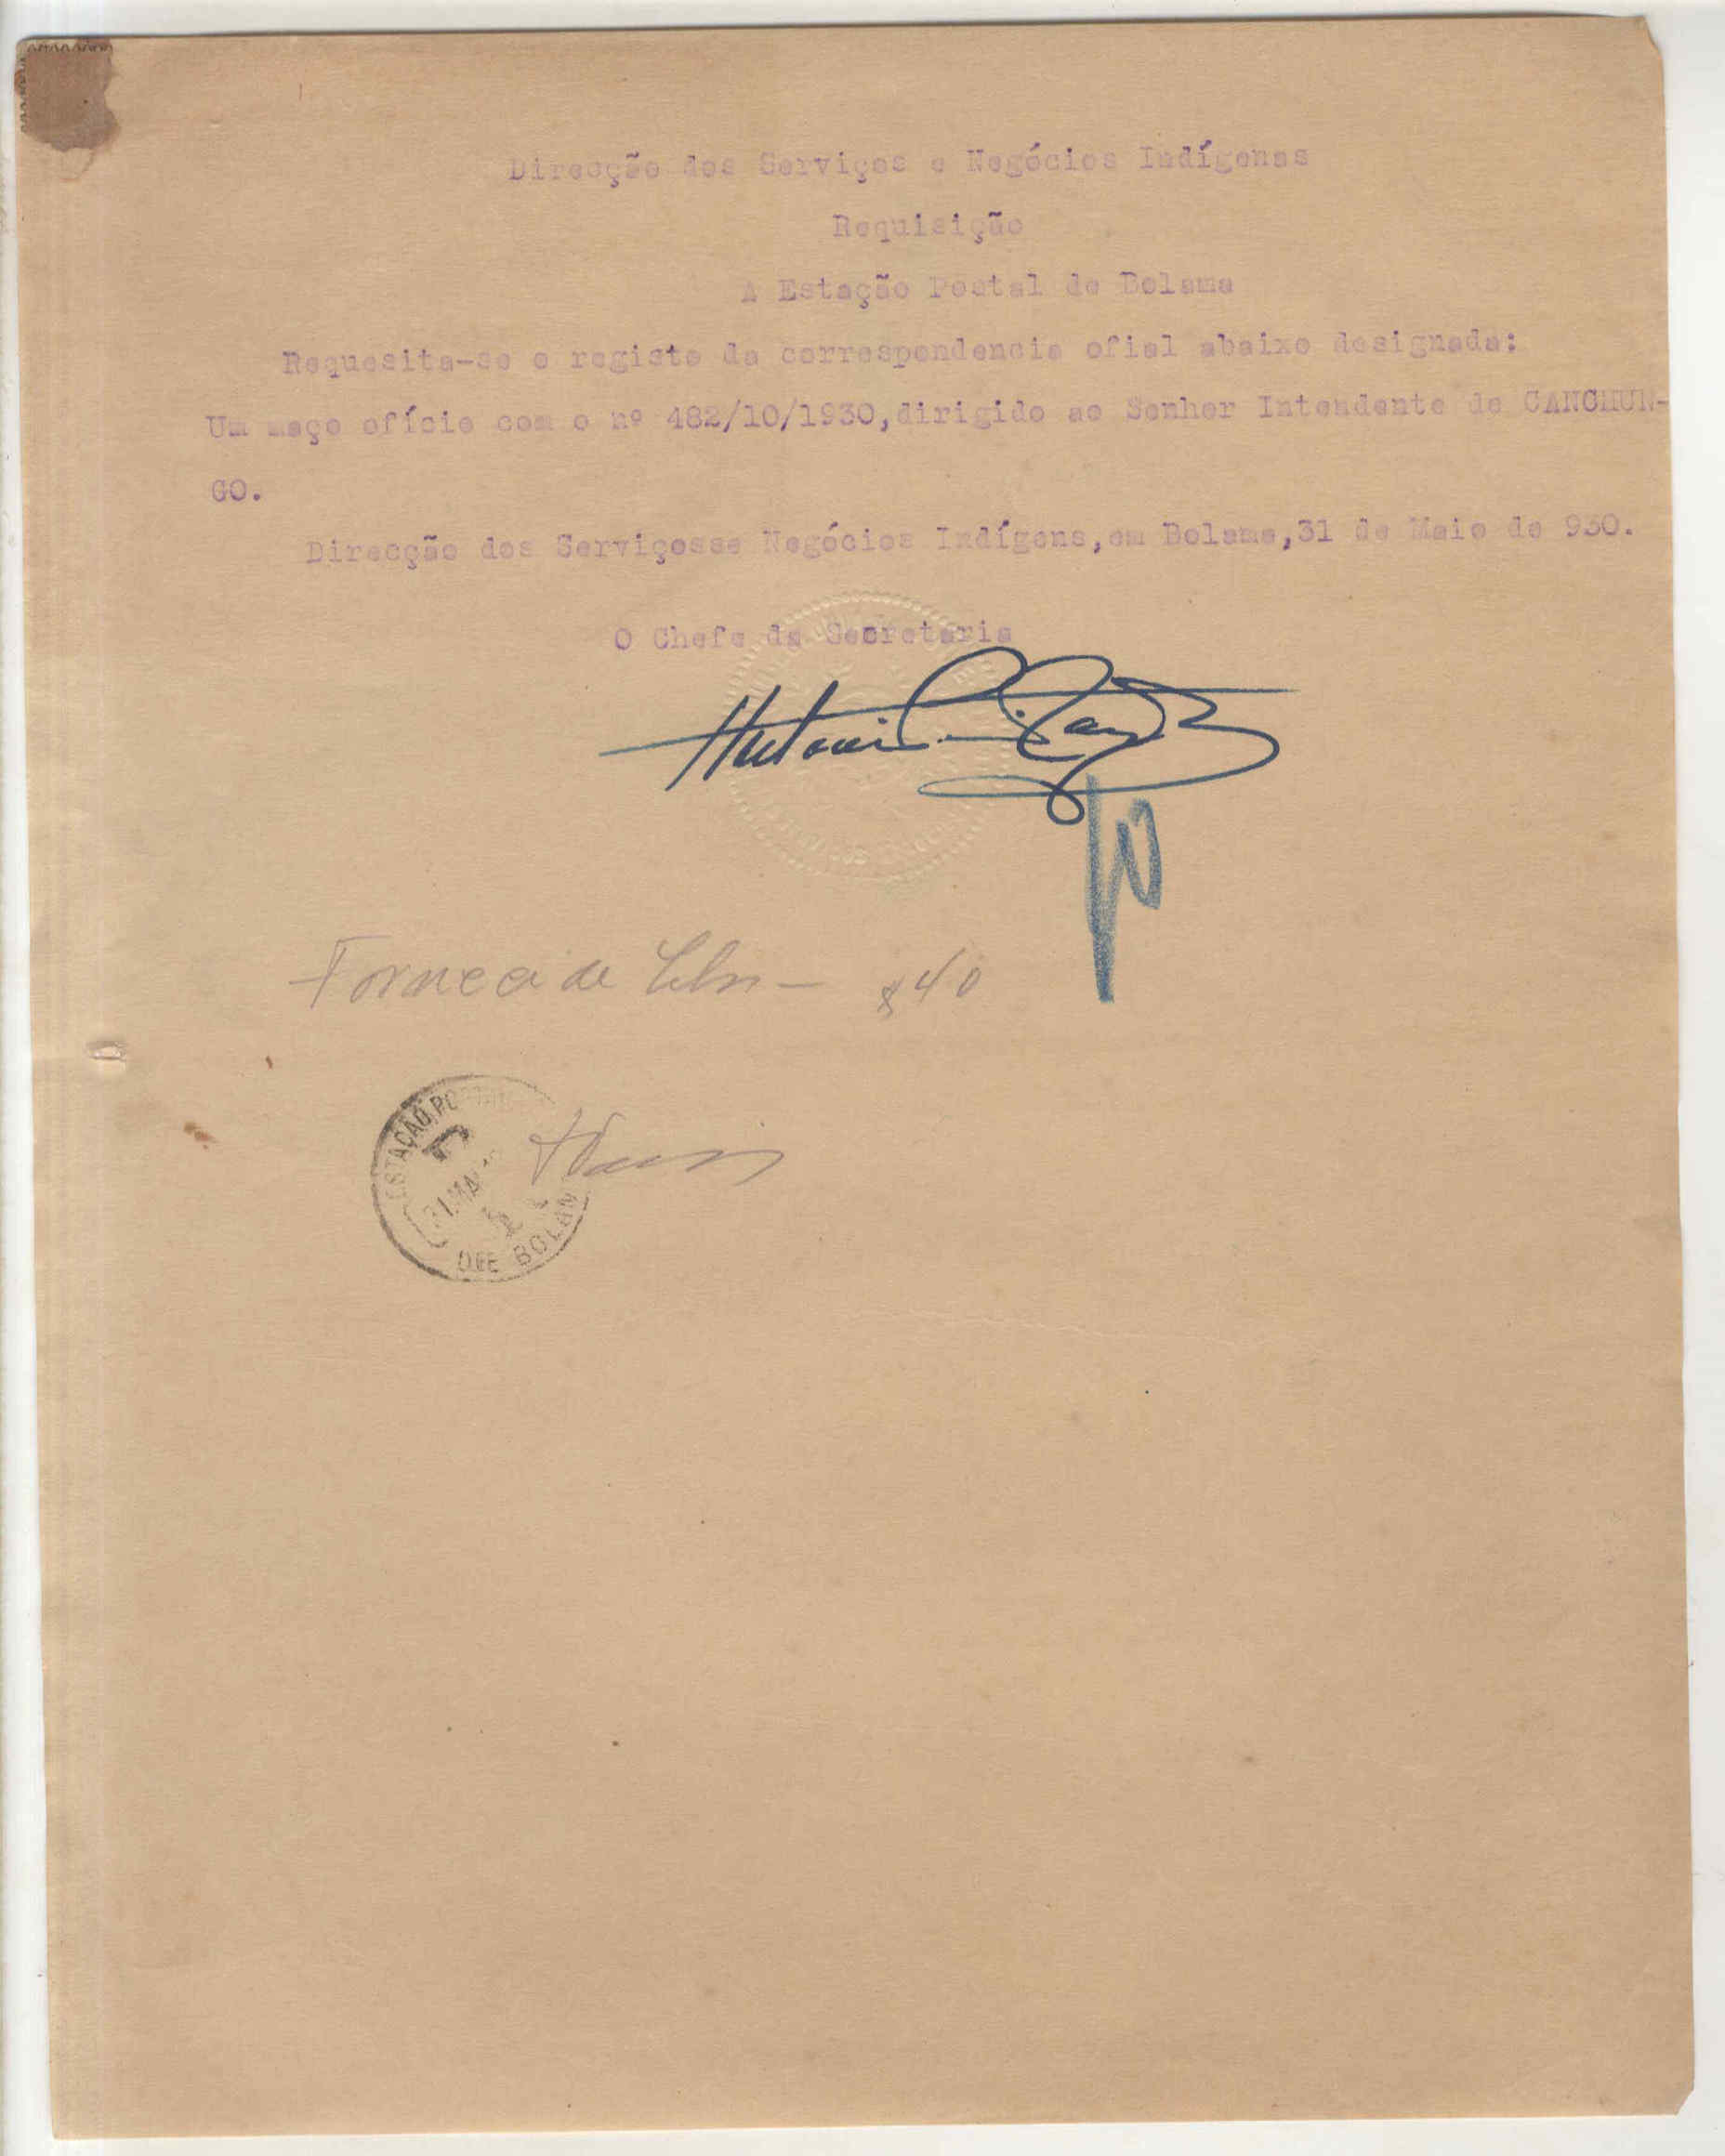 Direcção dos Serviços e Negócios Indígenas
Requisição
A Estação Postal de Bolama
Requesita-se o registo da correspondencia ofial abaixo designada:
Um maço ofício com o nº 482/10/1930,dirigido ao Senhor Intendente de CANCHUN-
GO.
Direcção dos Serviçosse Negócios Indígens,em Bolama,31 de Maio de 930.
O Chefe da Secretaria
$40
ESTAÇÃO
DE BOLAM